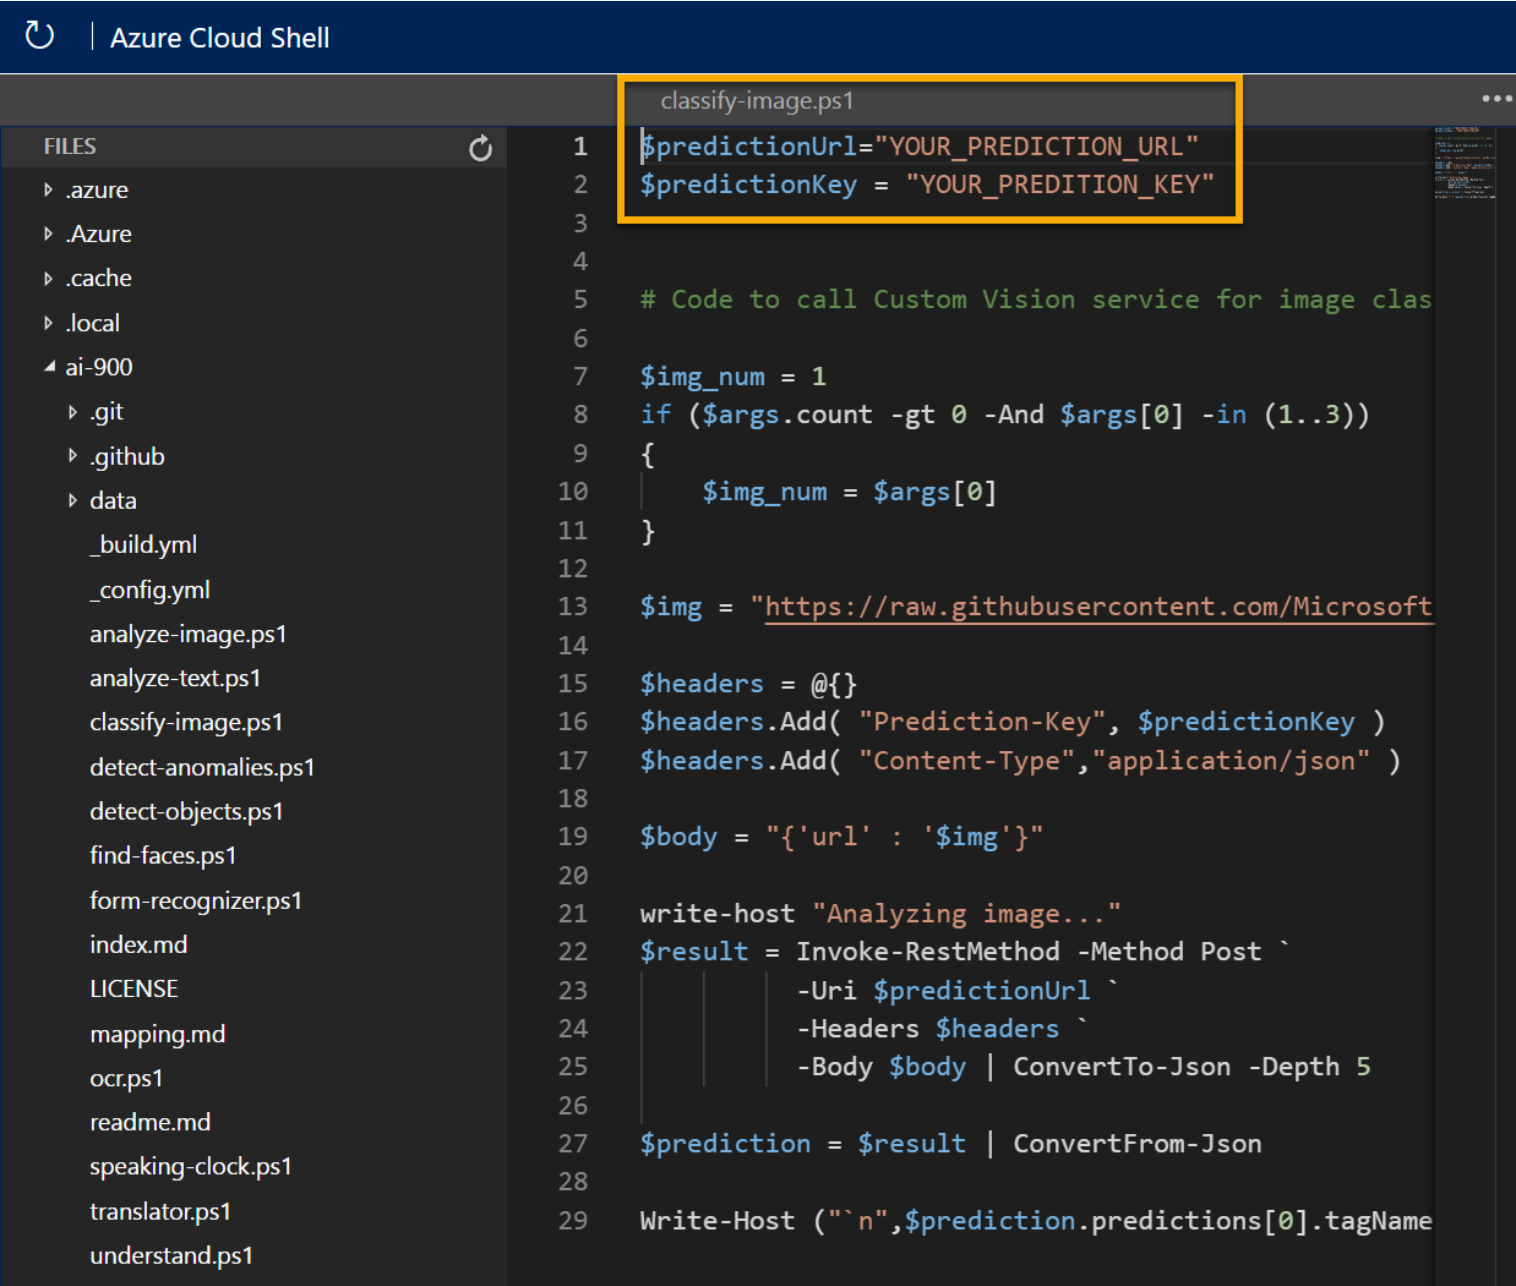 Azure Cloud Shell
classify-image.ps1
FILES
.azure
.Azure
.cache
.local
ai-900
.git
.github
data
_build.yml
_config.yml
analyze-image.ps1
analyze-text.ps1
classify-image.ps1
detect-anomalies.ps1
detect-objects.ps1
find-faces.ps1
form-recognizer.ps1
index.md
LICENSE
mapping.md
ocr.ps1
readme.md
speaking-clock.ps1
translator.ps1
understand.ps1
1 $predictionUrl="YOUR_PREDICTION_URL"
2 $predictionKey = "YOUR_PREDITION_KEY"
3
4
5 # Code to call Custom Vision service for image clas
6
7 $img_num = 1
8 if ($args.count -gt 0 -And $args[0] -in (1..3))
9 {
10 $img_num = $args[0]
11 }
12
13 $img = "https://raw.githubusercontent.com/Microsoft
14
15 $headers = @{}
16 $headers.Add( "Prediction-Key", $predictionKey )
17 $headers.Add( "Content-Type","application/json" )
18
19 $body = "{'url' : '$img'}"
20
21 write-host "Analyzing image..."
22 $result = Invoke-RestMethod -Method Post `
23 -Uri $predictionUrl `
24 -Headers $headers `
25 -Body $body | ConvertTo-Json -Depth 5
26
27 $prediction = $result | ConvertFrom-Json
28
29 Write-Host ("`n",$prediction.predictions[0].tagName